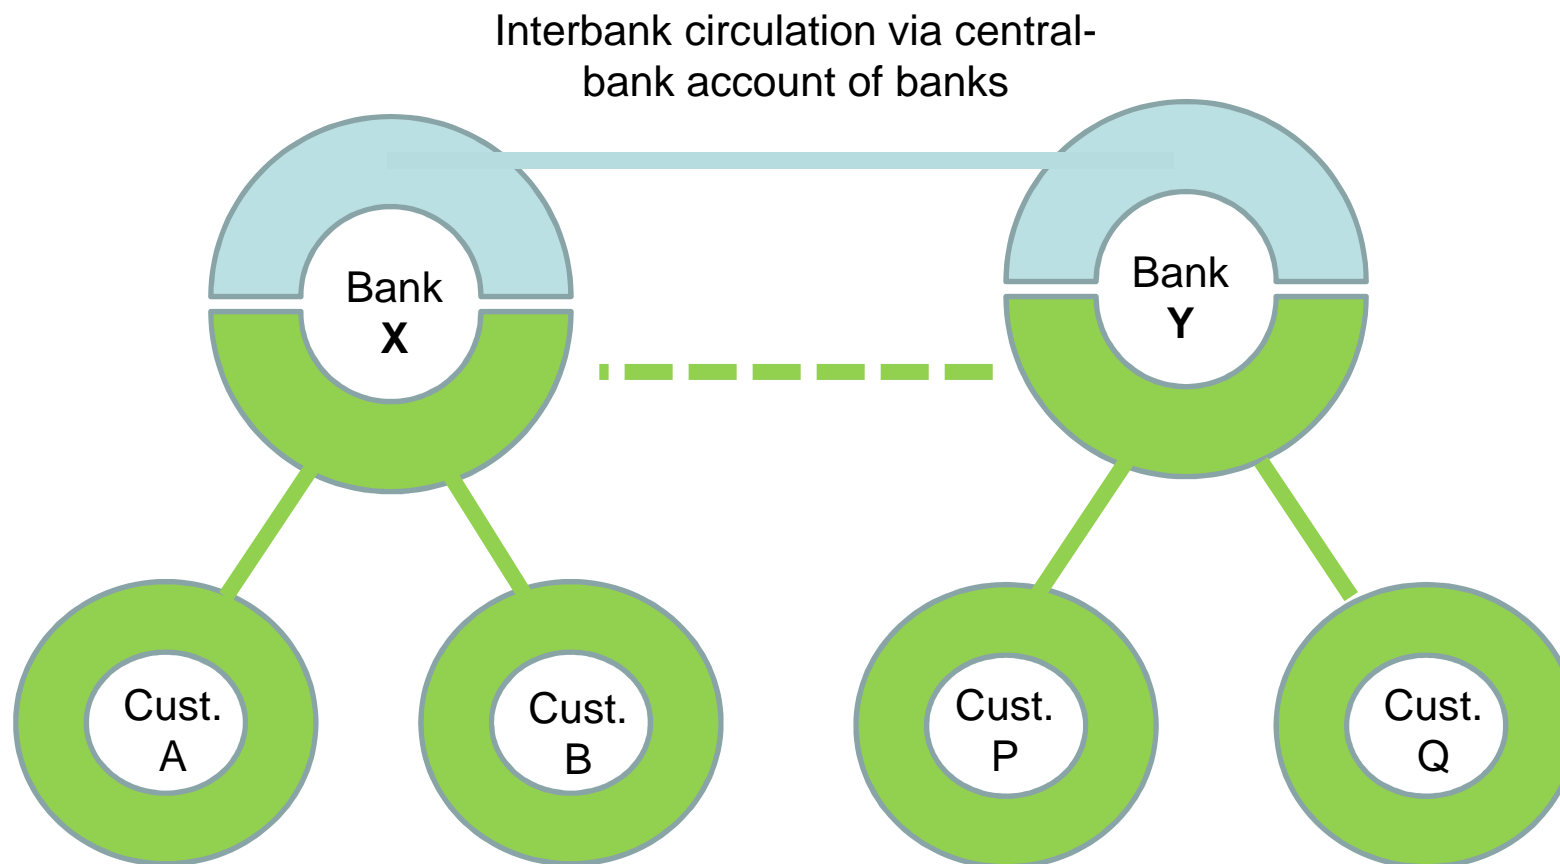 Interbank circulation via central-
bank account of banks
Bank
X
Bank
Y
Cust.
A
Cust.
B
Cust.
P
Cust.
Q